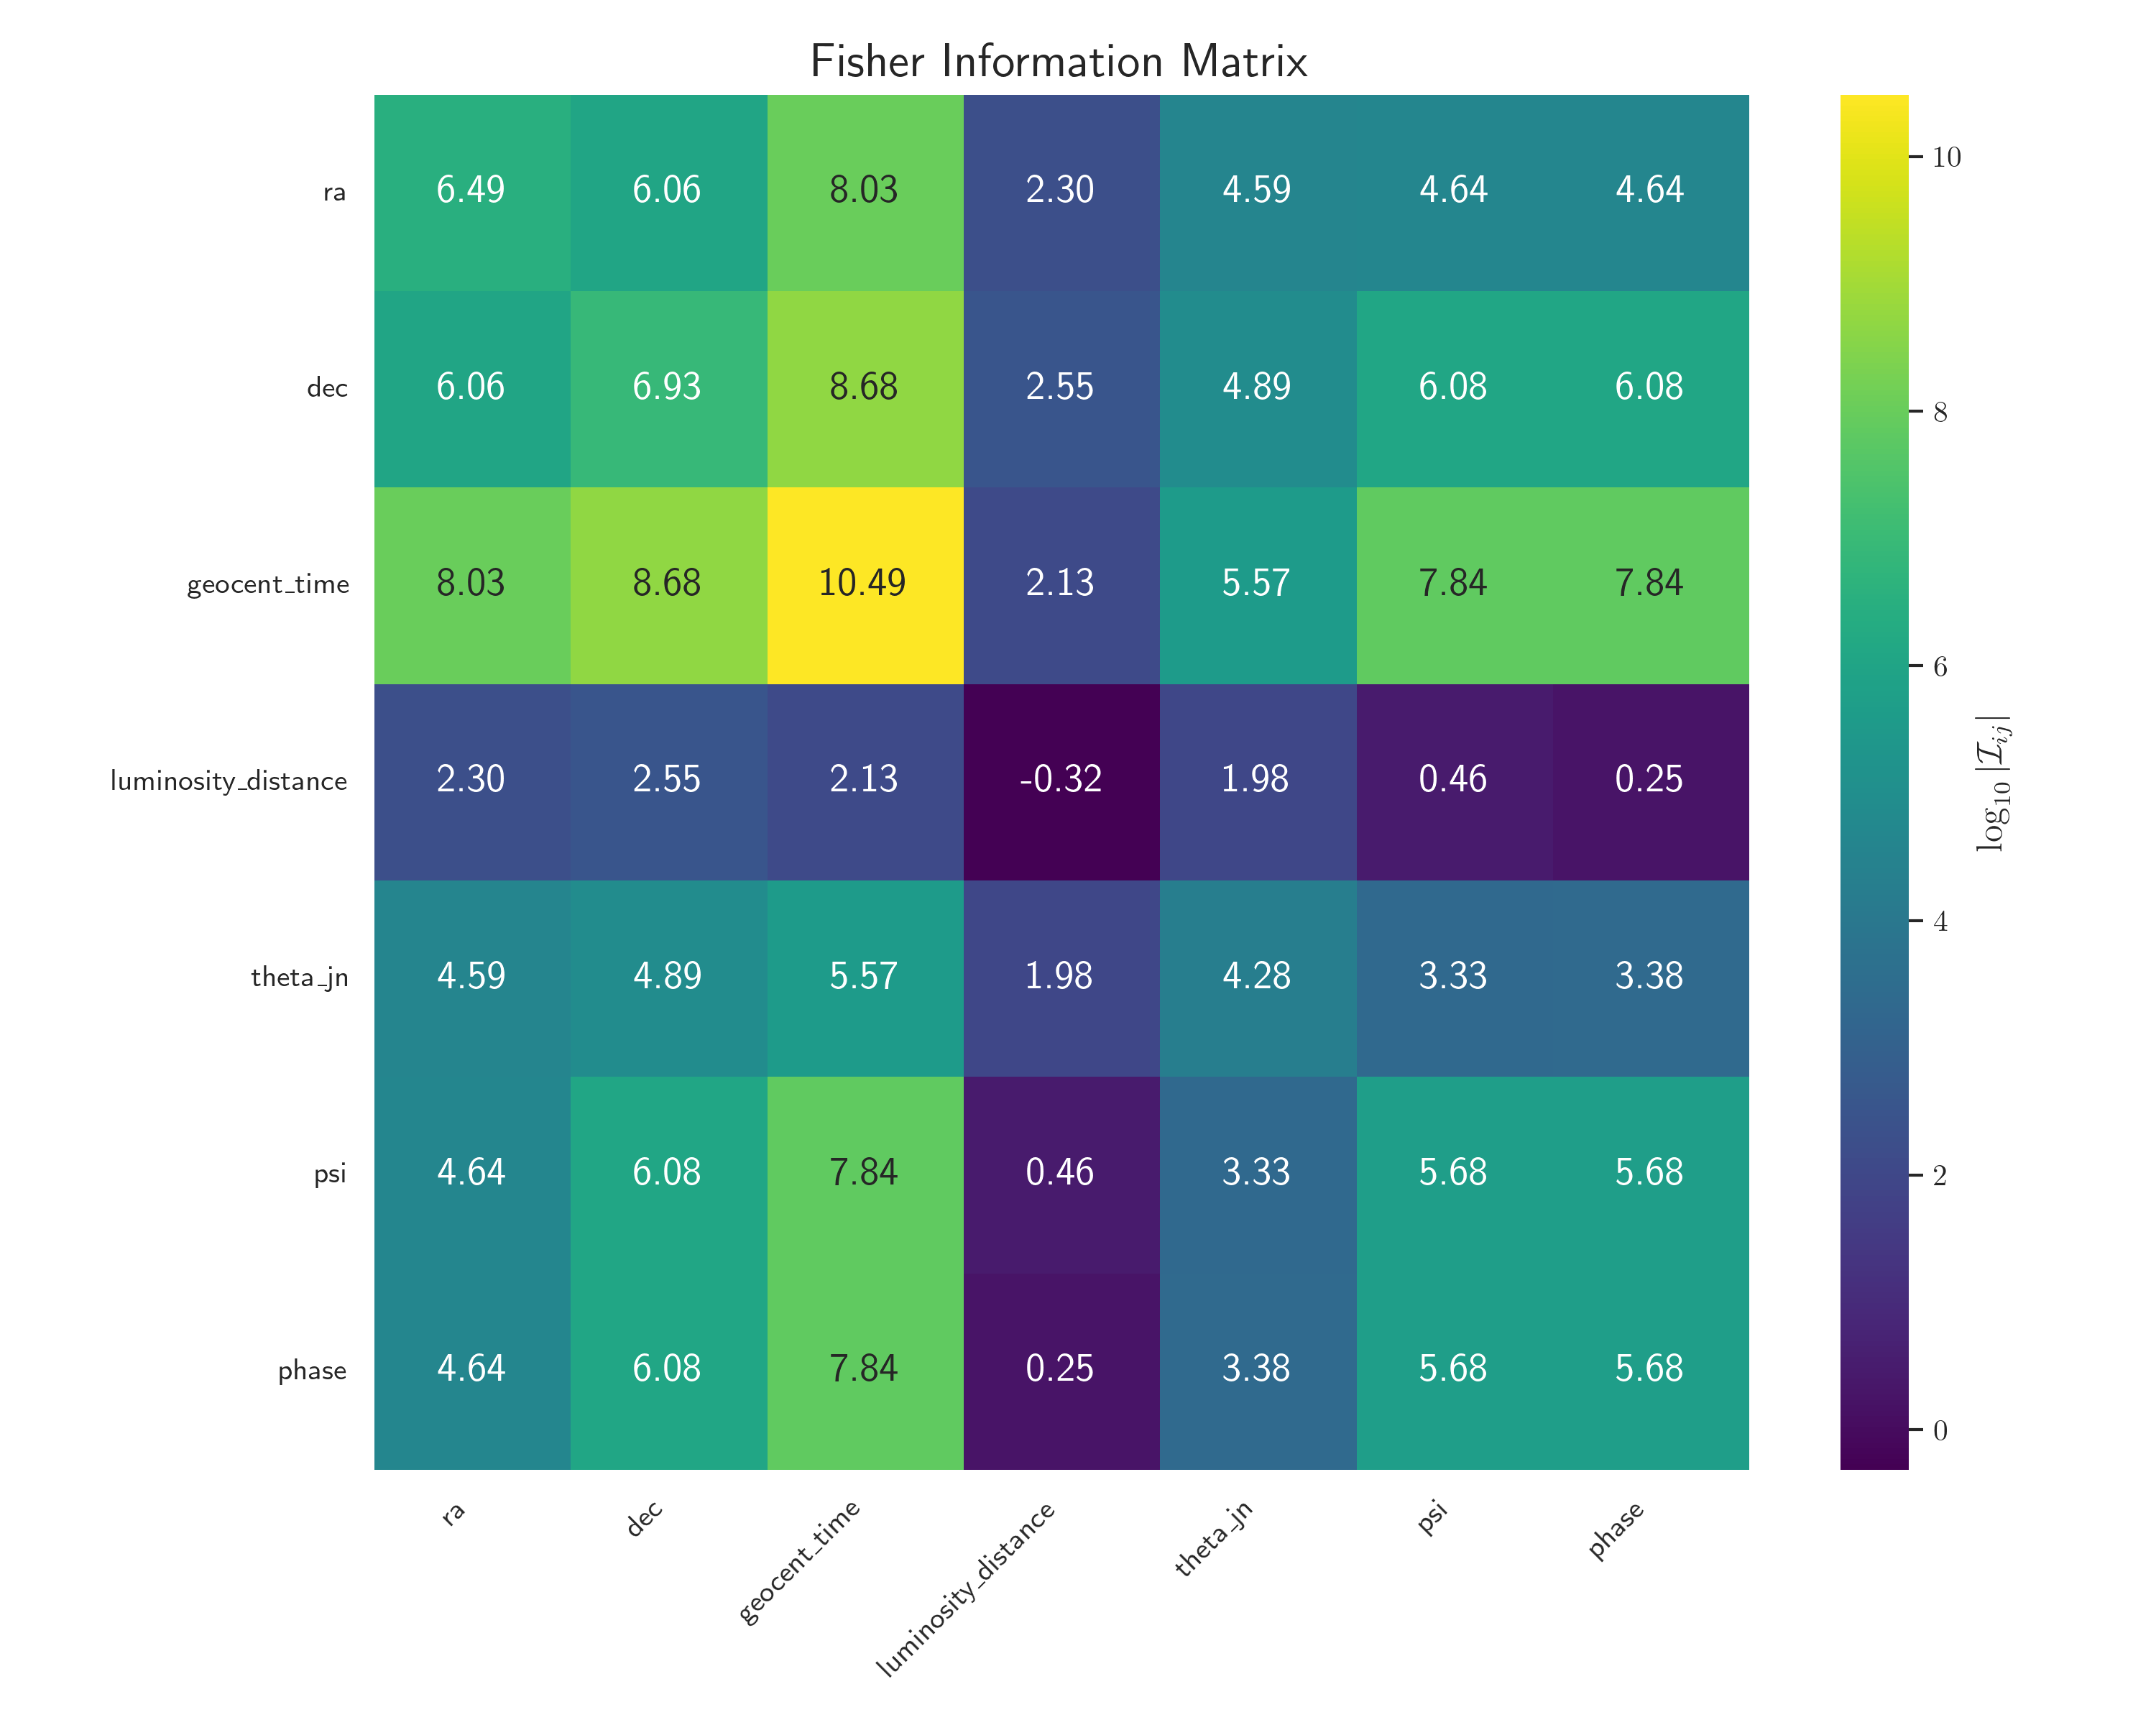 Fisher Information Matrix
ra 6.49 6.06 8.03 2.30 4.59 4.64 4.64
dec 6.06 6.93 8.68 2.55 4.89 6.08 6.08
geocent_time 8.03 8.68 10.49 2.13 5.57 7.84 7.84
luminosity_distance 2.30 2.55 2.13 -0.32 1.98 0.46 0.25
theta_jn 4.59 4.89 5.57 1.98 4.28 3.33 3.38
psi 4.64 6.08 7.84 0.46 3.33 5.68 5.68
phase 4.64 6.08 7.84 0.25 3.38 5.68 5.68
ra dec geocent_time luminosity_distance theta_jn psi phase
10
8
6
4
2
0
log₁₀ |ℐᵢⱼ|